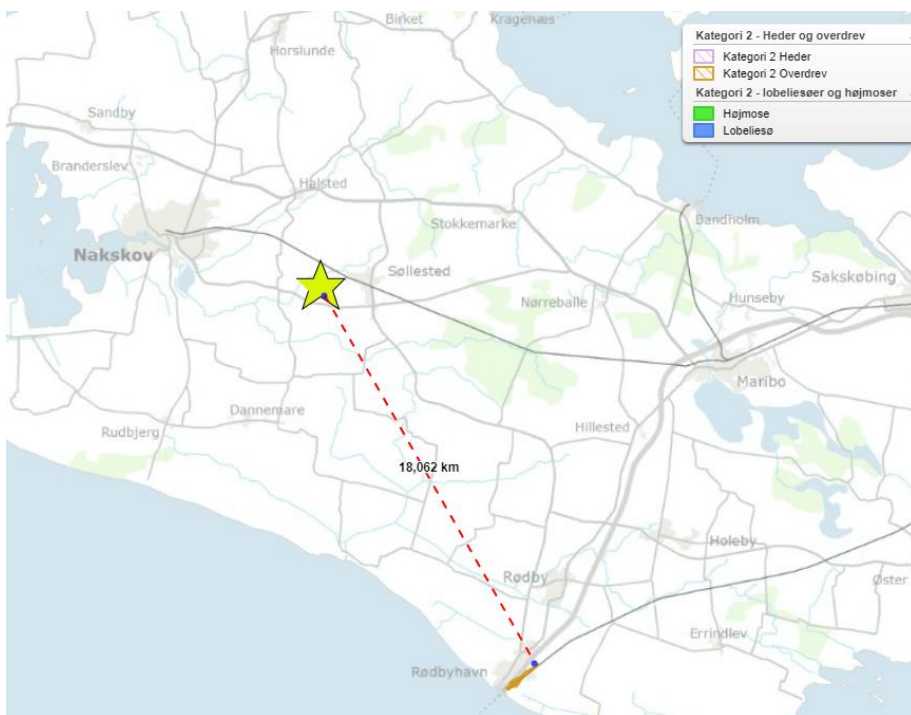 Birket
Kragenæs
Horslunde
Kategori 2 - Heder og overdrev
Kategori 2 Heder
Kategori 2 Overdrev
Kategori 2 - lobeliesøer og højmoser
Højmose
Lobeliesø
Sandby
Branderslev
Halsted
Stokkemarke
Bandholm
Nakskov
Søllested
Sakskøbing
Nørreballe
Hunseby
Maribo
Dannemare
Rudbjerg
Hillested
18,062 km
Holeby
Rødby
Øster
Errindlev
Rødbyhavn